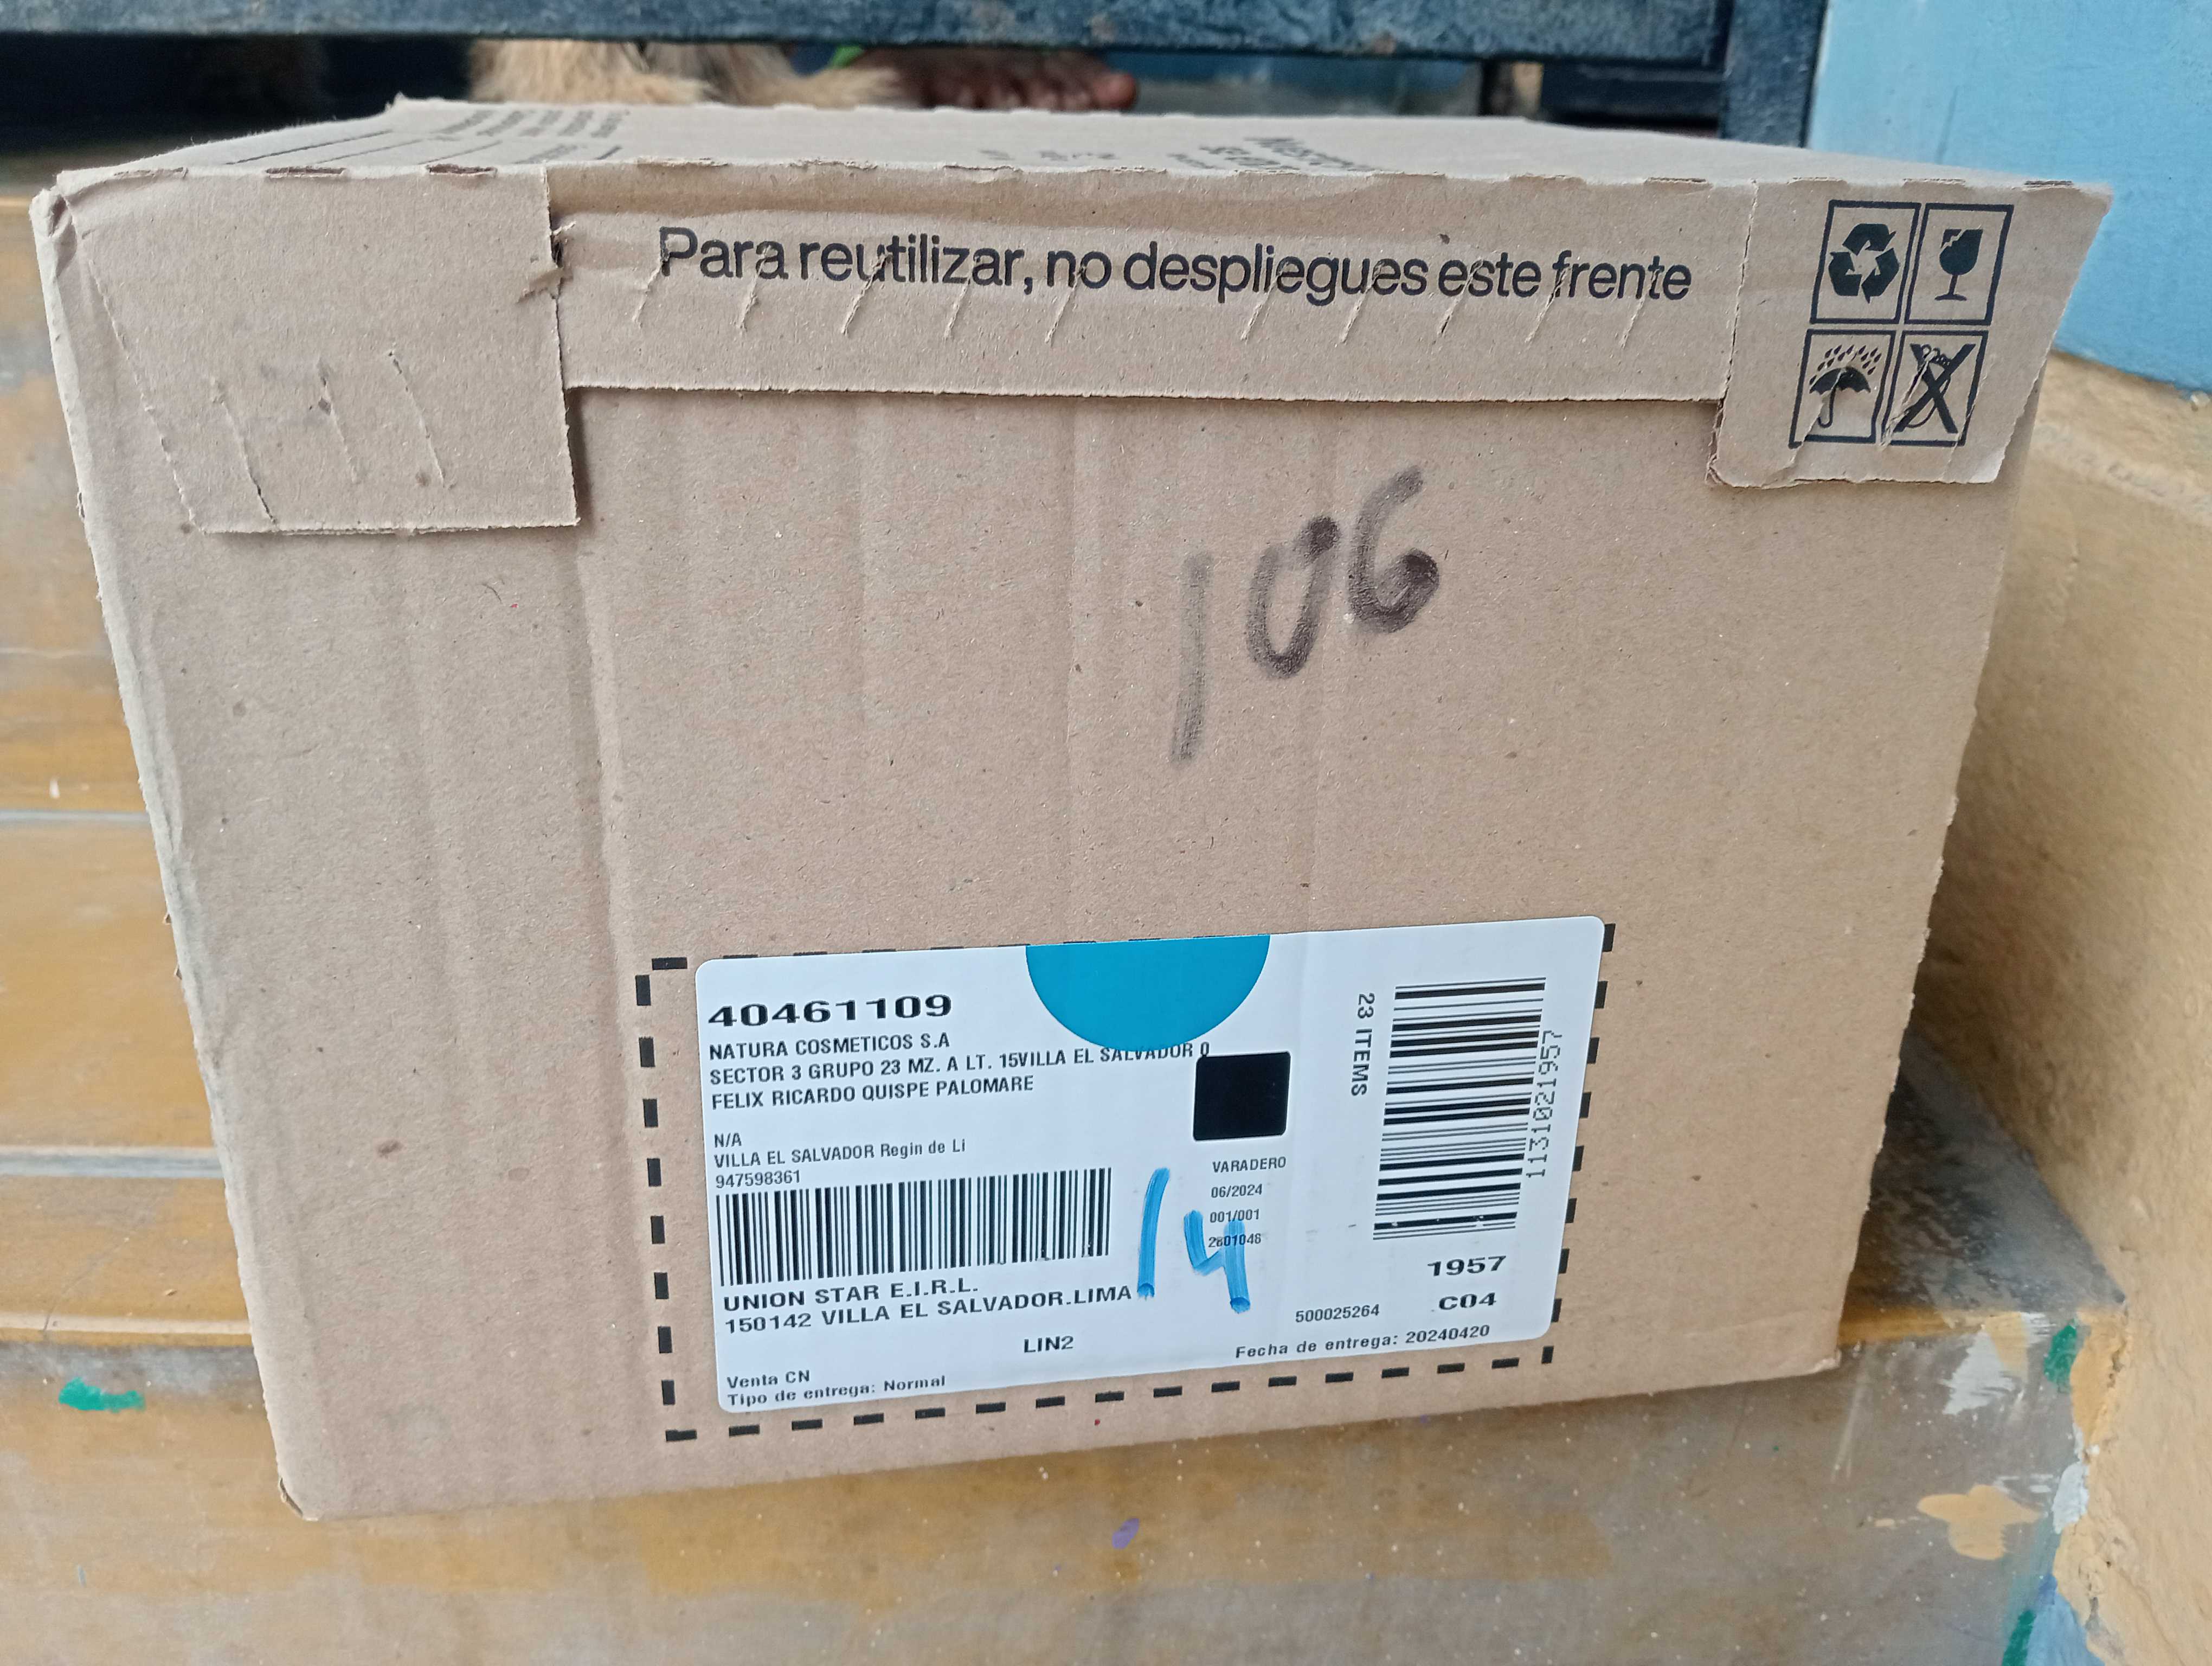 Para reutilizar, no despliegues este frente
106
40461109
NATURA COSMETICOS S.A
SECTOR 3 GRUPO 23 MZ. A LT. 15VILLA EL SALVADOR 0
FELIX RICARDO QUISPE PALOMARE
N/A
VILLA EL SALVADOR Regin de Li
947598361
VARADERO
06/2024
001/001
2801048
14
UNION STAR E.I.R.L.
150142 VILLA EL SALVADOR.LIMA
LIN2
Venta CN
Tipo de entrega: Normal
23 ITEMS
1131021957
1957
C04
500025264
Fecha de entrega: 20240420